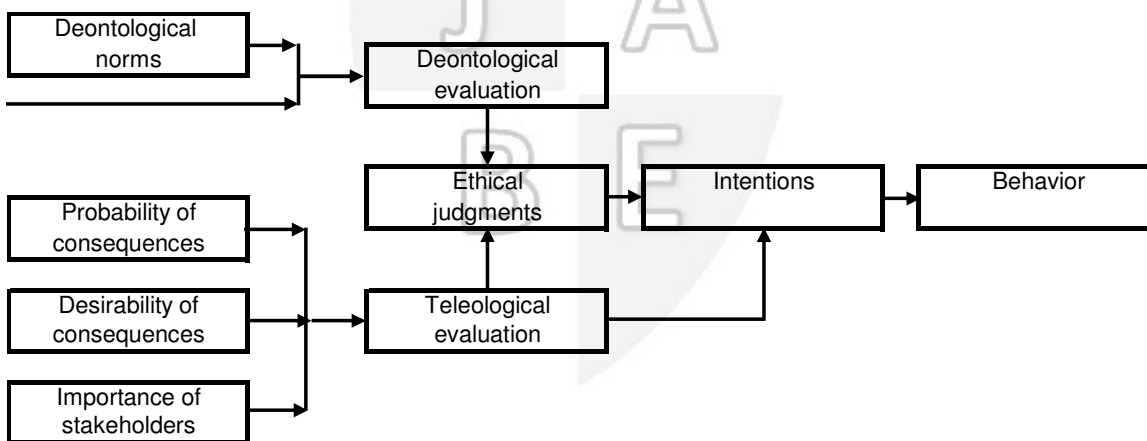 J A
B E
Deontological
norms
Deontological
evaluation
Ethical
judgments
Intentions
Behavior
Probability of
consequences
Desirability of
consequences
Teleological
evaluation
Importance of
stakeholders